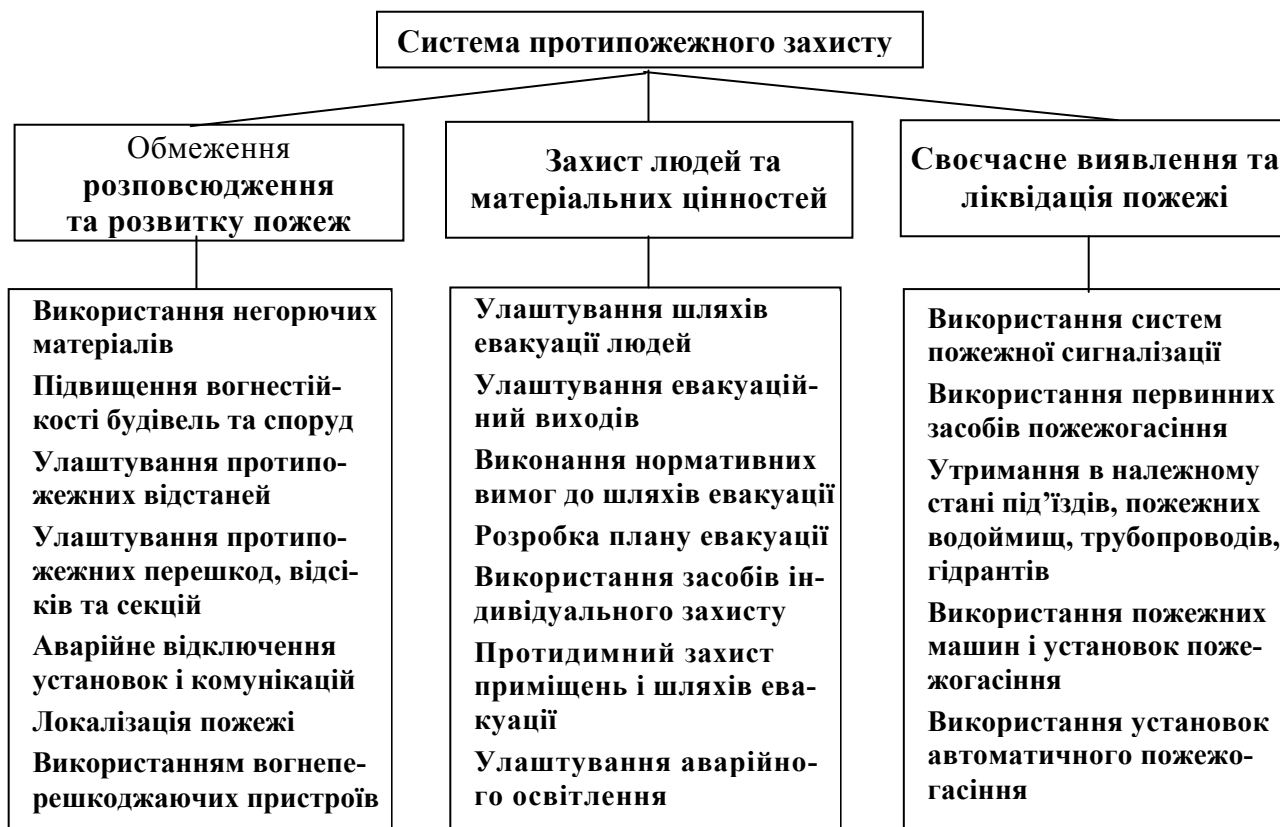 Система протипожежного захисту
Обмеження
розповсюдження
та розвитку пожеж
Захист людей та
матеріальних цінностей
Своєчасне виявлення та
ліквідація пожежі
Використання негорючих
матеріалів
Підвищення вогнестій-
кості будівель та споруд
Улаштування протипо-
жежних відстаней
Улаштування протипо-
жежних перешкод, відсі-
ків та секцій
Аварійне відключення
установок і комунікацій
Локалізація пожежі
Використанням вогнепе-
решкоджаючих пристроїв
Улаштування шляхів
евакуації людей
Улаштування евакуацій-
ний виходів
Виконання нормативних
вимог до шляхів евакуації
Розробка плану евакуації
Використання засобів ін-
дивідуального захисту
Протидимний захист
приміщень і шляхів ева-
куації
Улаштування аварійно-
го освітлення
Використання систем
пожежної сигналізації
Використання первинних
засобів пожежогасіння
Утримання в належному
стані під’їздів, пожежних
водоймищ, трубопроводів,
гідрантів
Використання пожежних
машин і установок поже-
жогасіння
Використання установок
автоматичного пожежо-
гасіння